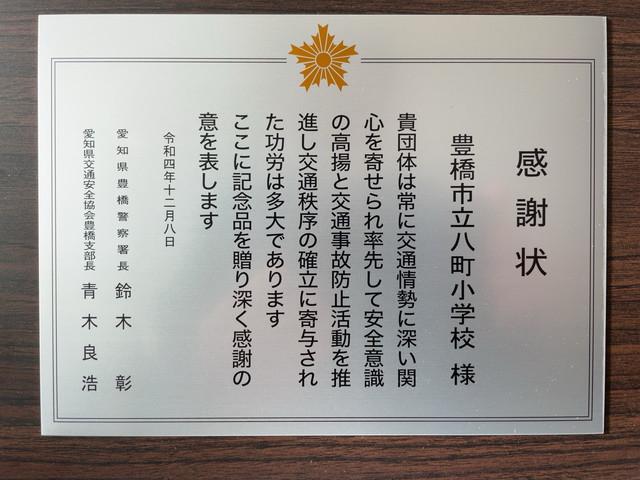 感謝状
豊橋市立八町小学校 様
貴団体は常に交通情勢に深い関
心を寄せられ率先して安全意識
の高揚と交通事故防止活動を推
進し交通秩序の確立に寄与され
た功労は多大であります
ここに記念品を贈り深く感謝の
意を表します
令和四年十二月八日
愛知県豊橋警察署長 鈴木 彰
愛知県交通安全協会豊橋支部長 青木良浩